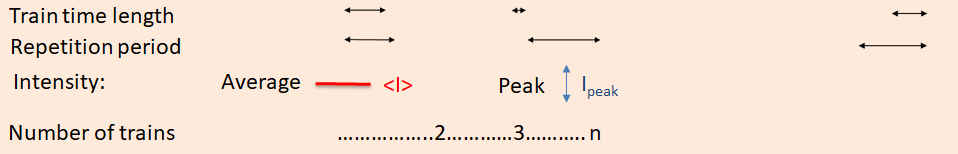 Train time length
Repetition period
Intensity: Average <I> Peak Ipeak
Number of trains ……………..2…………3……….. n